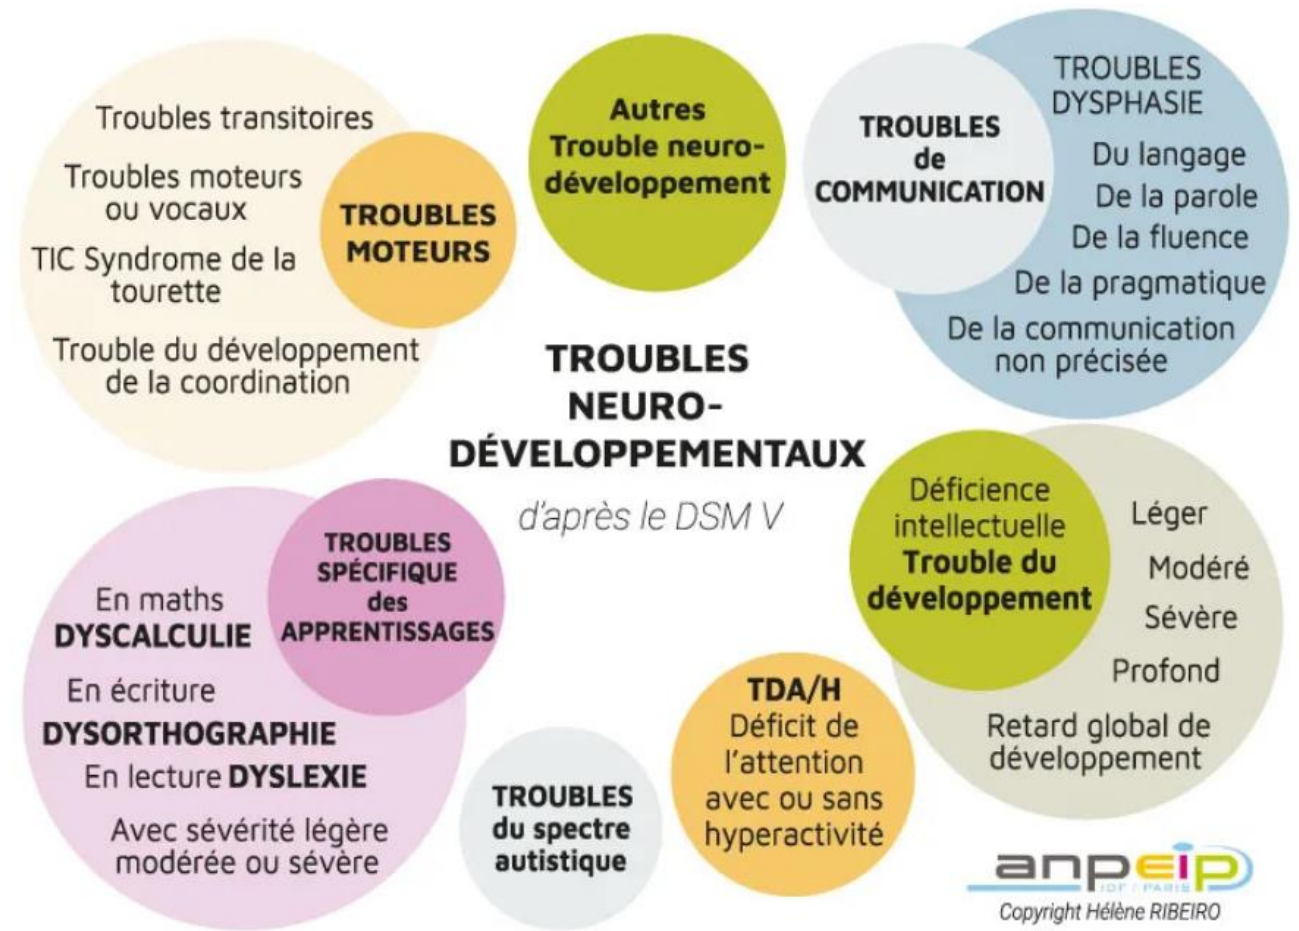 Troubles transitoires
Troubles moteurs
ou vocaux
TIC Syndrome de la
tourette
Trouble du développement
de la coordination
TROUBLES
MOTEURS
Autres
Trouble neuro-
développement
TROUBLES
de
COMMUNICATION
TROUBLES
DYSPHASIE
Du langage
De la parole
De la fluence
De la pragmatique
De la communication
non précisée
TROUBLES
NEURO-
DÉVELOPPEMENTAUX
d'après le DSM V
Déficience
intellectuelle
Trouble du
développement
Léger
Modéré
Sévère
Profond
Retard global de
développement
TROUBLES
SPÉCIFIQUE
des
APPRENTISSAGES
En maths
DYSCALCULIE
En écriture
DYSORTHOGRAPHIE
En lecture DYSLEXIE
Avec sévérité légère
modérée ou sévère
TROUBLES
du spectre
autistique
TDA/H
Déficit de
l'attention
avec ou sans
hyperactivité
anpeip
IDF / PARIS
Copyright Hélène RIBEIRO